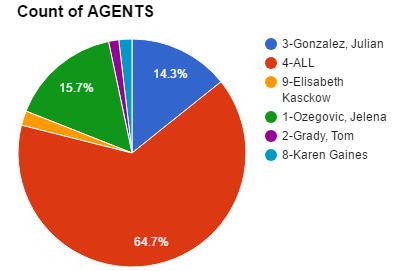 Count of AGENTS
3-Gonzalez, Julian
4-ALL
9-Elisabeth
Kasckow
1-Ozegovic, Jelena
2-Grady, Tom
8-Karen Gaines
14.3%
15.7%
64.7%